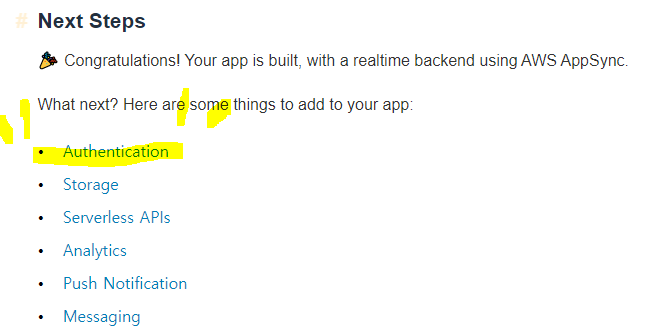 # Next Steps
🎉 Congratulations! Your app is built, with a realtime backend using AWS AppSync.
What next? Here are some things to add to your app:
• Authentication
• Storage
• Serverless APIs
• Analytics
• Push Notification
• Messaging